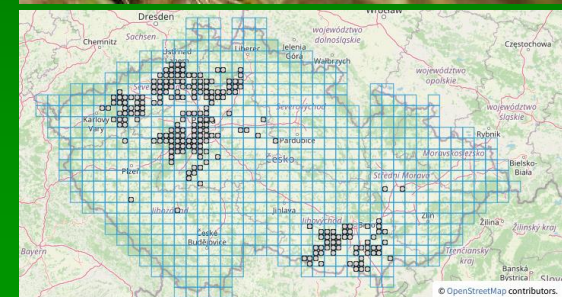 Dresden
Wrocław
Chemnitz
Sachsen
województwo
dolnośląskie
Częstochowa
Liberec
Jelenia
Góra
Wałbrzych
województwo
opolskie
województwo
śląskie
Karlovy
Vary
Rybnik
Pardubice
Moravskoslezsko
Bielsko-
Biała
Česko
Plzeň
Střední Morava
Jihozápad
Jihlava
Jihovýchod
Zlín
Žilina
Žilinský kraj
České
Budějovice
Bayern
Trenčiansky
kraj
Banská
Bystrica
© OpenStreetMap contributors.